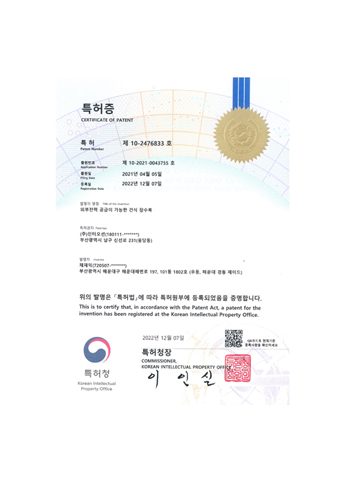 특허증
CERTIFICATE OF PATENT
특 허
Patent Number
제 10-2476833 호
출원번호
Application Number
제 10-2021-0043755 호
출원일
Filing Date
2021년 04월 05일
등록일
Registration Date
2022년 12월 07일
발명의 명칭 Title of the Invention
외부전력 공급이 가능한 건식 잠수복
특허권자 Patentee
(주)인터오션(180111-*******)
부산광역시 남구 신선로 231(용당동)
발명자 Inventor
채재익(720507-*******)
부산광역시 해운대구 해운대해변로 197, 101동 1802호 (우동, 해운대 경동 제이드)
위의 발명은 「특허법」에 따라 특허원부에 등록되었음을 증명합니다.
This is to certify that, in accordance with the Patent Act, a patent for the
invention has been registered at the Korean Intellectual Property Office.
2022년 12월 07일
QR코드로 현재기준
등록사항을 확인하세요
특허청장
COMMISSIONER,
KOREAN INTELLECTUAL PROPERTY OFFICE
이 인 실
특허청
Korean Intellectual
Property Office